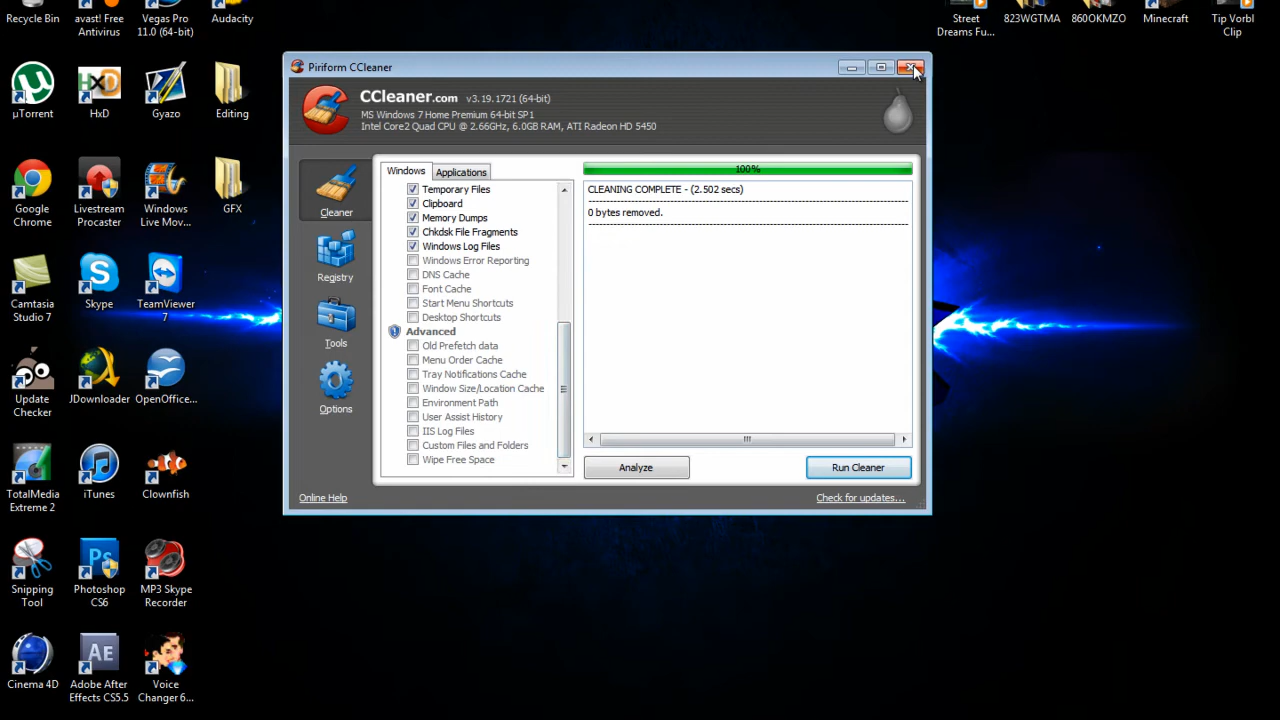 Recycle Bin
avast! Free
Antivirus
Vegas Pro
11.0 (64-bit)
Audacity
Street
Dreams Fu...
823WGTMA
860OKMZO
Minecraft
Tip Vorbl
Clip
µTorrent
HxD
Gyazo
Editing
Google
Chrome
Livestream
Procaster
Windows
Live Mov...
GFX
Camtasia
Studio 7
Skype
TeamViewer
7
Update
Checker
JDownloader
OpenOffice...
TotalMedia
Extreme 2
iTunes
Clownfish
Snipping
Tool
Photoshop
CS6
MP3 Skype
Recorder
Cinema 4D
Adobe After
Effects CS5.5
Voice
Changer 6...
Piriform CCleaner
CCleaner.com v3.19.1721 (64-bit)
MS Windows 7 Home Premium 64-bit SP1
Intel Core2 Quad CPU @ 2.66GHz, 6.0GB RAM, ATI Radeon HD 5450
Cleaner
Registry
Tools
Options
Windows
Applications
Temporary Files
Clipboard
Memory Dumps
Chkdsk File Fragments
Windows Log Files
Windows Error Reporting
DNS Cache
Font Cache
Start Menu Shortcuts
Desktop Shortcuts
Advanced
Old Prefetch data
Menu Order Cache
Tray Notifications Cache
Window Size/Location Cache
Environment Path
User Assist History
IIS Log Files
Custom Files and Folders
Wipe Free Space
100%
CLEANING COMPLETE - (2.502 secs)
0 bytes removed.
Analyze
Run Cleaner
Online Help
Check for updates...